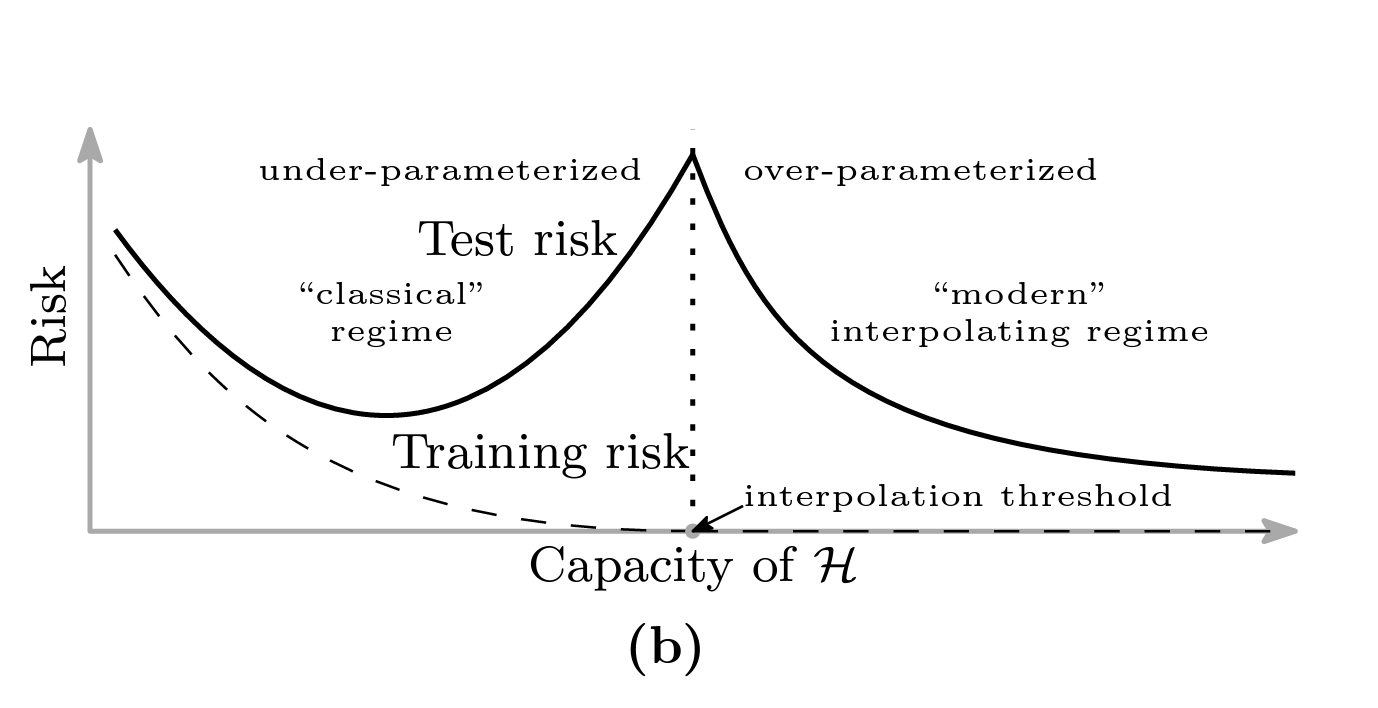 under-parameterized
over-parameterized
Test risk
“classical”
regime
“modern”
interpolating regime
Risk
Training risk
interpolation threshold
Capacity of ℋ
(b)